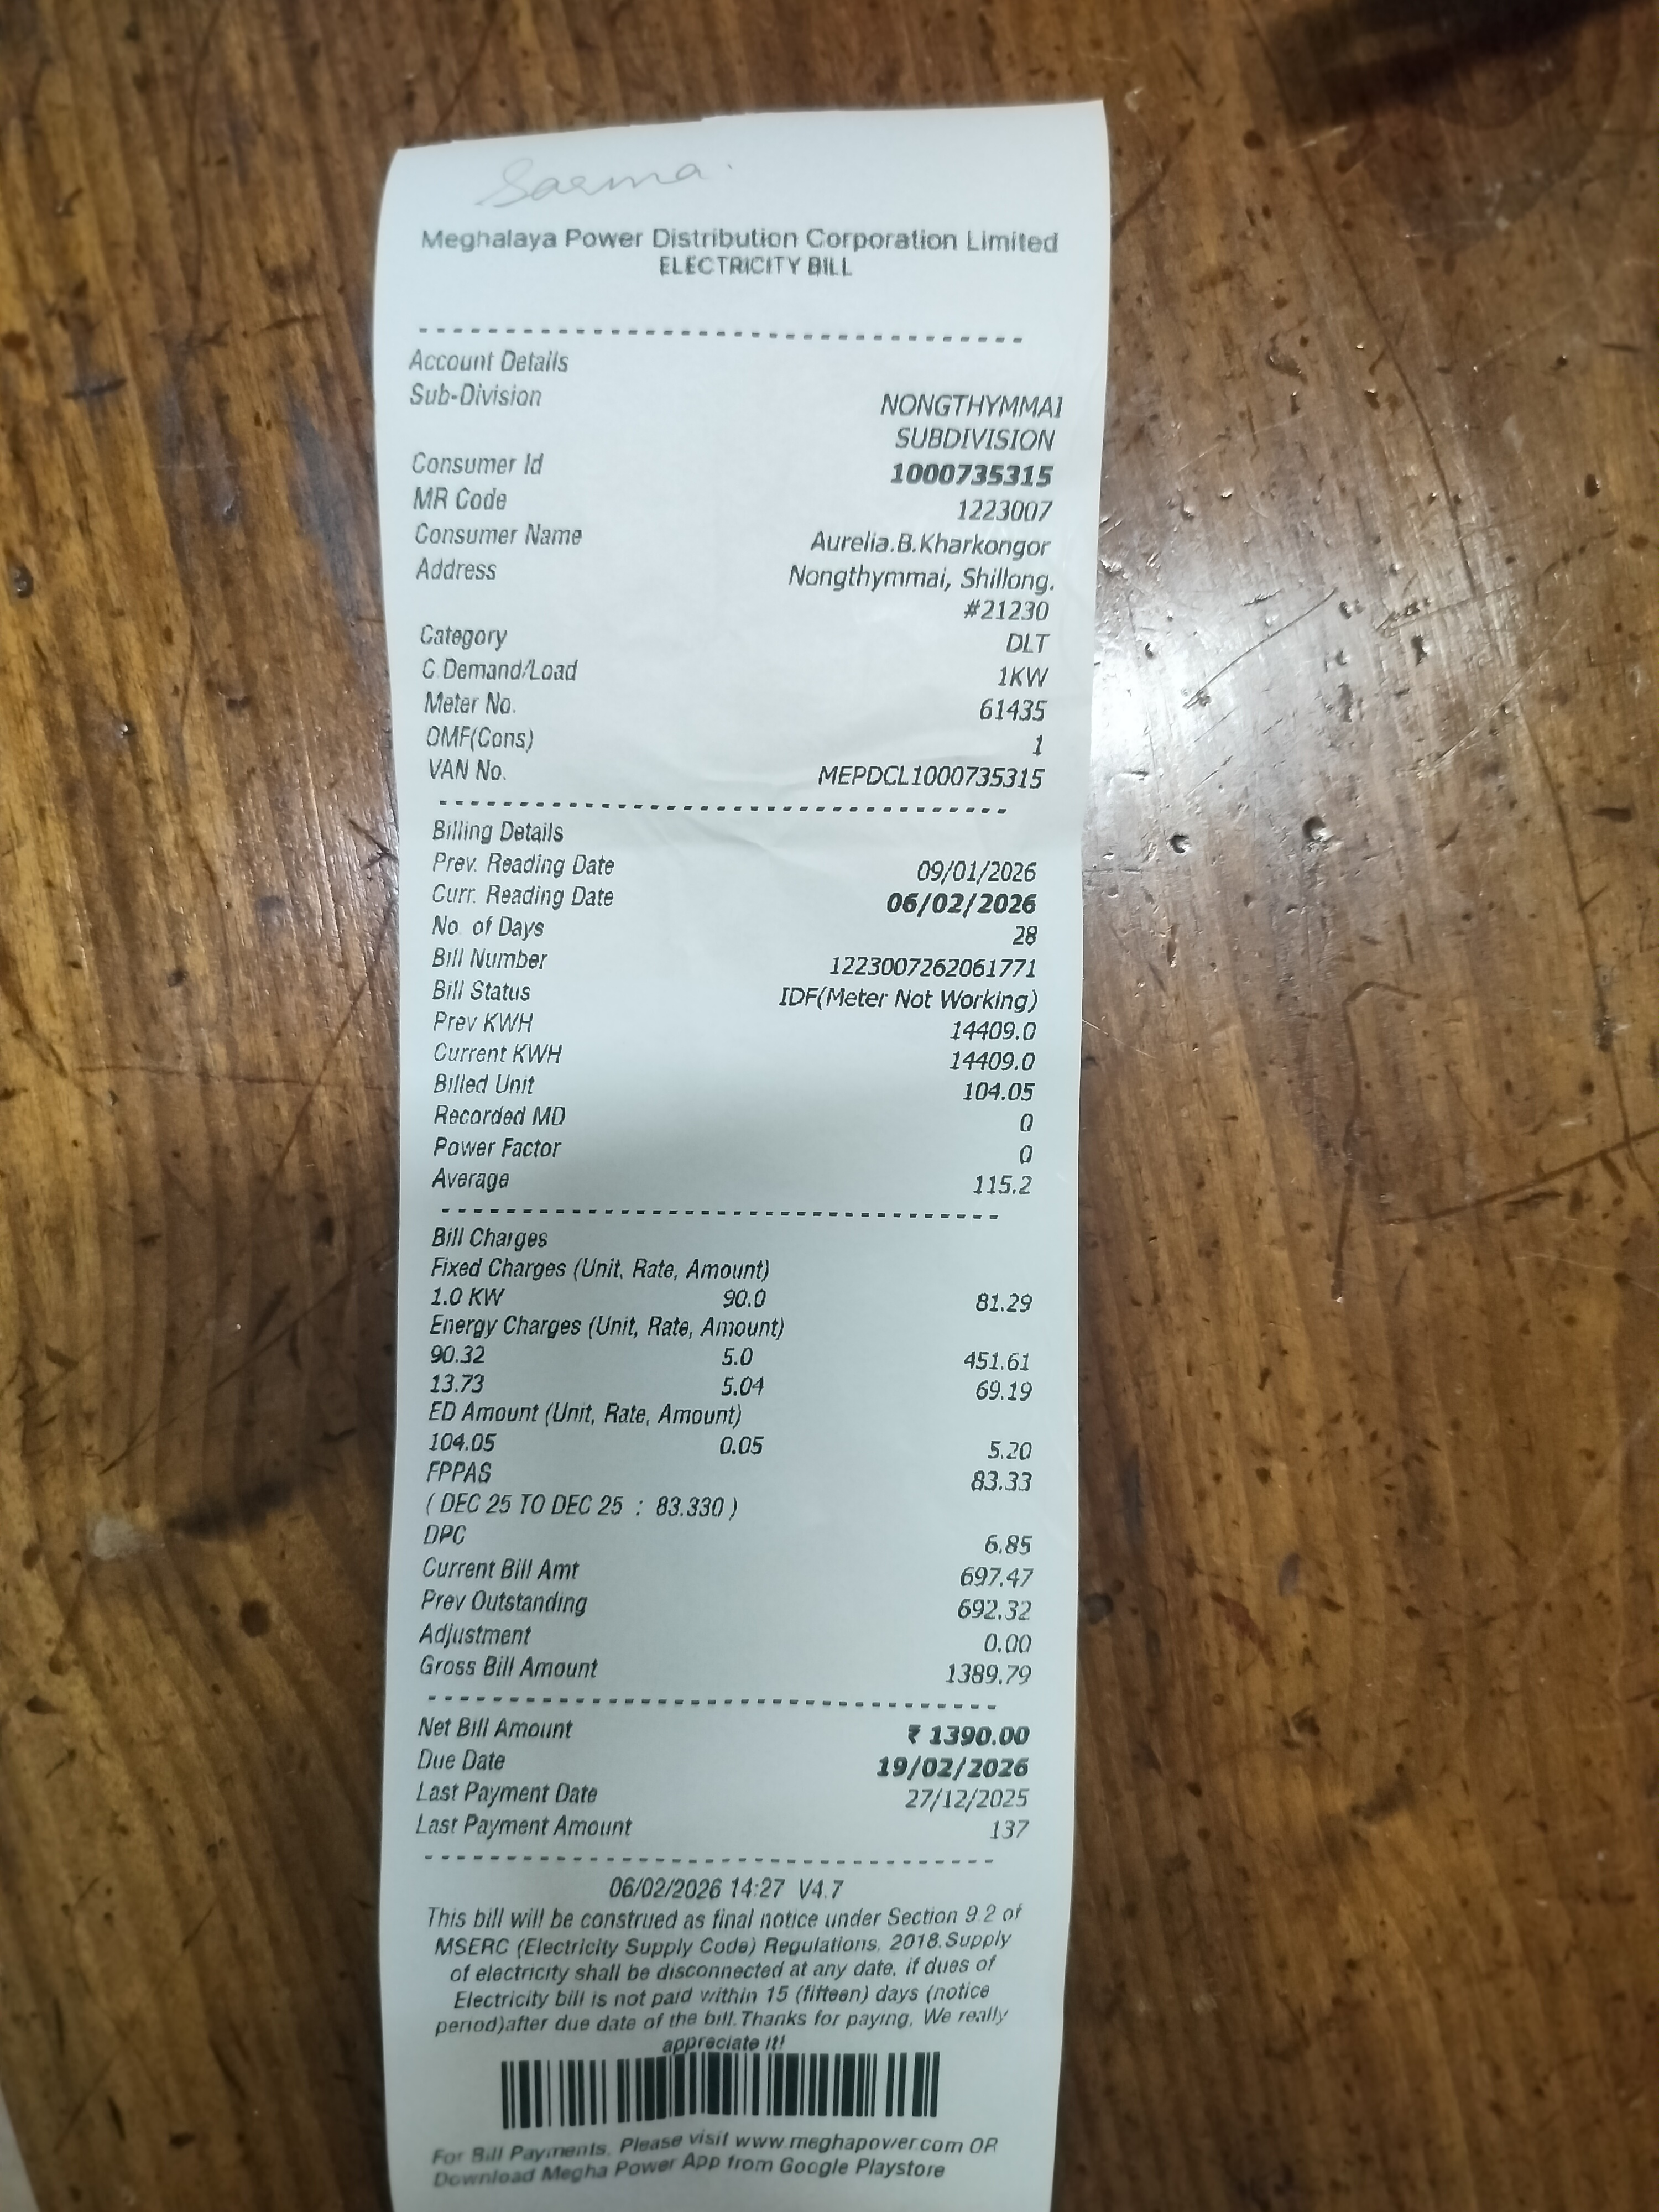 Sarma.
Meghalaya Power Distribution Corporation Limited
ELECTRICITY BILL
Account Details
Sub-Division NONGTHYMMAI
SUBDIVISION
Consumer Id 1000735315
MR Code 1223007
Consumer Name Aurelia.B.Kharkongor
Address Nongthymmai, Shillong.
#21230
Category DLT
C.Demand/Load 1KW
Meter No. 61435
OMF(Cons) 1
VAN No. MEPDCL1000735315
Billing Details
Prev. Reading Date 09/01/2026
Curr. Reading Date 06/02/2026
No. of Days 28
Bill Number 1223007262061771
Bill Status IDF(Meter Not Working)
Prev KWH 14409.0
Current KWH 14409.0
Billed Unit 104.05
Recorded MD 0
Power Factor 0
Average 115.2
Bill Charges
Fixed Charges (Unit, Rate, Amount)
1.0 KW 90.0 81.29
Energy Charges (Unit, Rate, Amount)
90.32 5.0 451.61
13.73 5.04 69.19
ED Amount (Unit, Rate, Amount)
104.05 0.05 5.20
FPPAS 83.33
( DEC 25 TO DEC 25 : 83.330 )
DPC 6.85
Current Bill Amt 697.47
Prev Outstanding 692.32
Adjustment 0.00
Gross Bill Amount 1389.79
Net Bill Amount ₹ 1390.00
Due Date 19/02/2026
Last Payment Date 27/12/2025
Last Payment Amount 137
06/02/2026 14:27 V4.7
This bill will be construed as final notice under Section 9.2 of
MSERC (Electricity Supply Code) Regulations, 2018.Supply
of electricity shall be disconnected at any date, if dues of
Electricity bill is not paid within 15 (fifteen) days (notice
period)after due date of the bill.Thanks for paying, We really
appreciate it!
For Bill Payments, Please visit www.meghapower.com OR
Download Megha Power App from Google Playstore